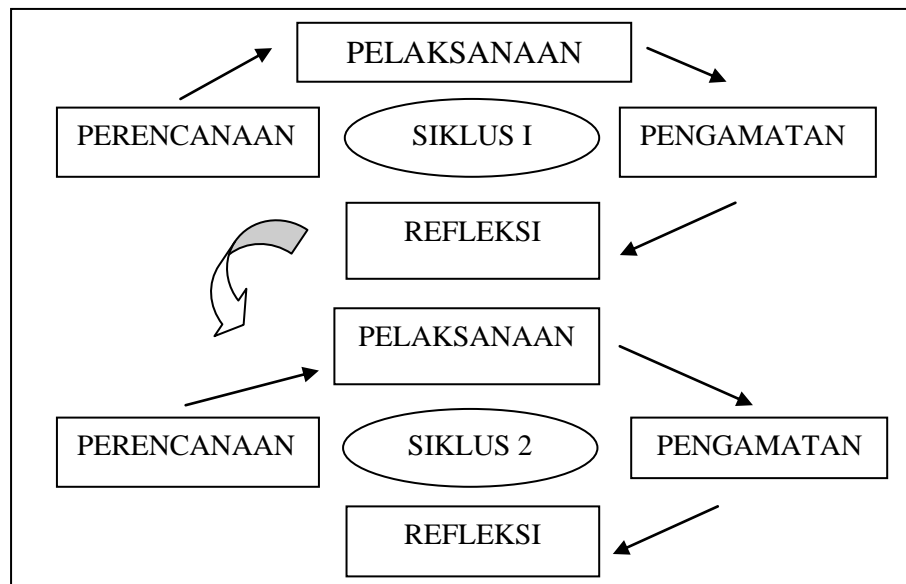 PELAKSANAAN
PERENCANAAN
SIKLUS I
PENGAMATAN
REFLEKSI
PELAKSANAAN
PERENCANAAN
SIKLUS 2
PENGAMATAN
REFLEKSI